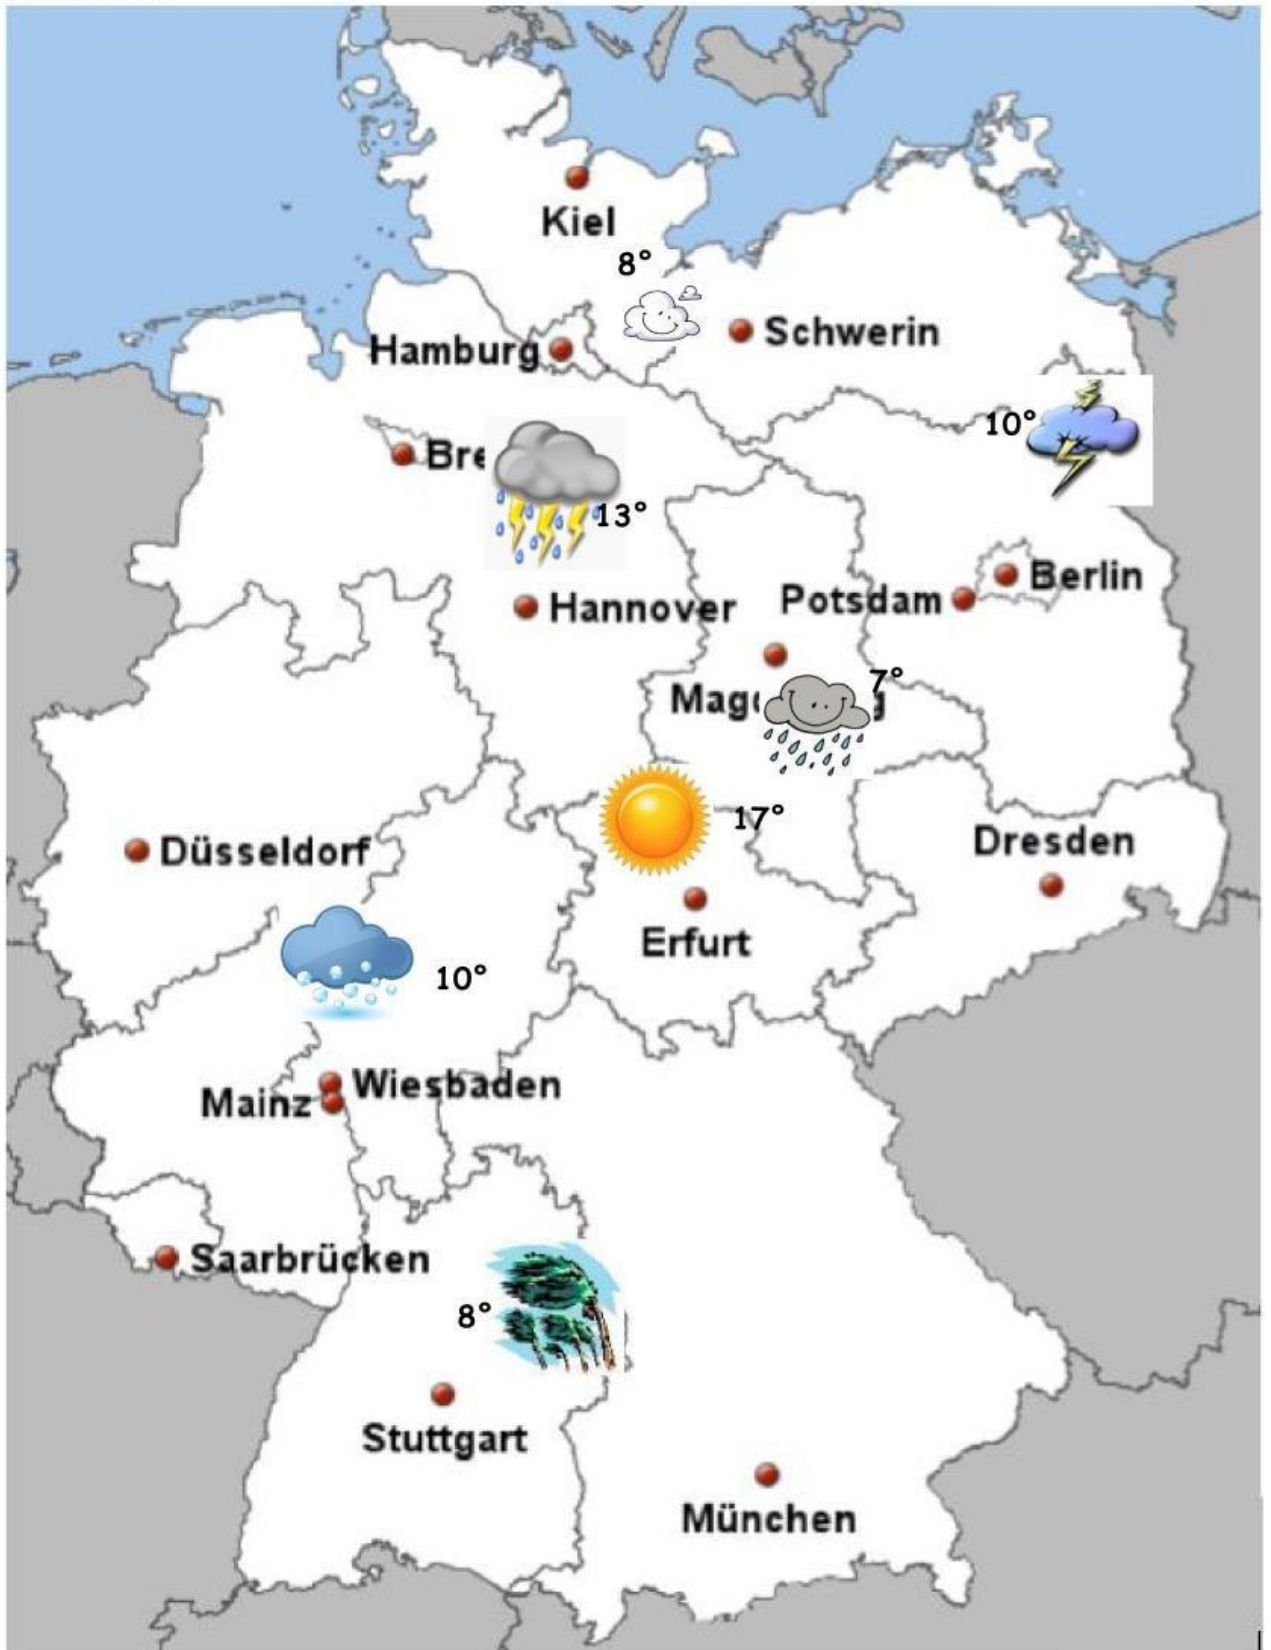 Kiel
8°
Schwerin
Hamburg
10°
Bre
13°
Berlin
Potsdam
Hannover
7°
Mag
g
17°
Dresden
Düsseldorf
Erfurt
10°
Wiesbaden
Mainz
Saarbrücken
8°
Stuttgart
München